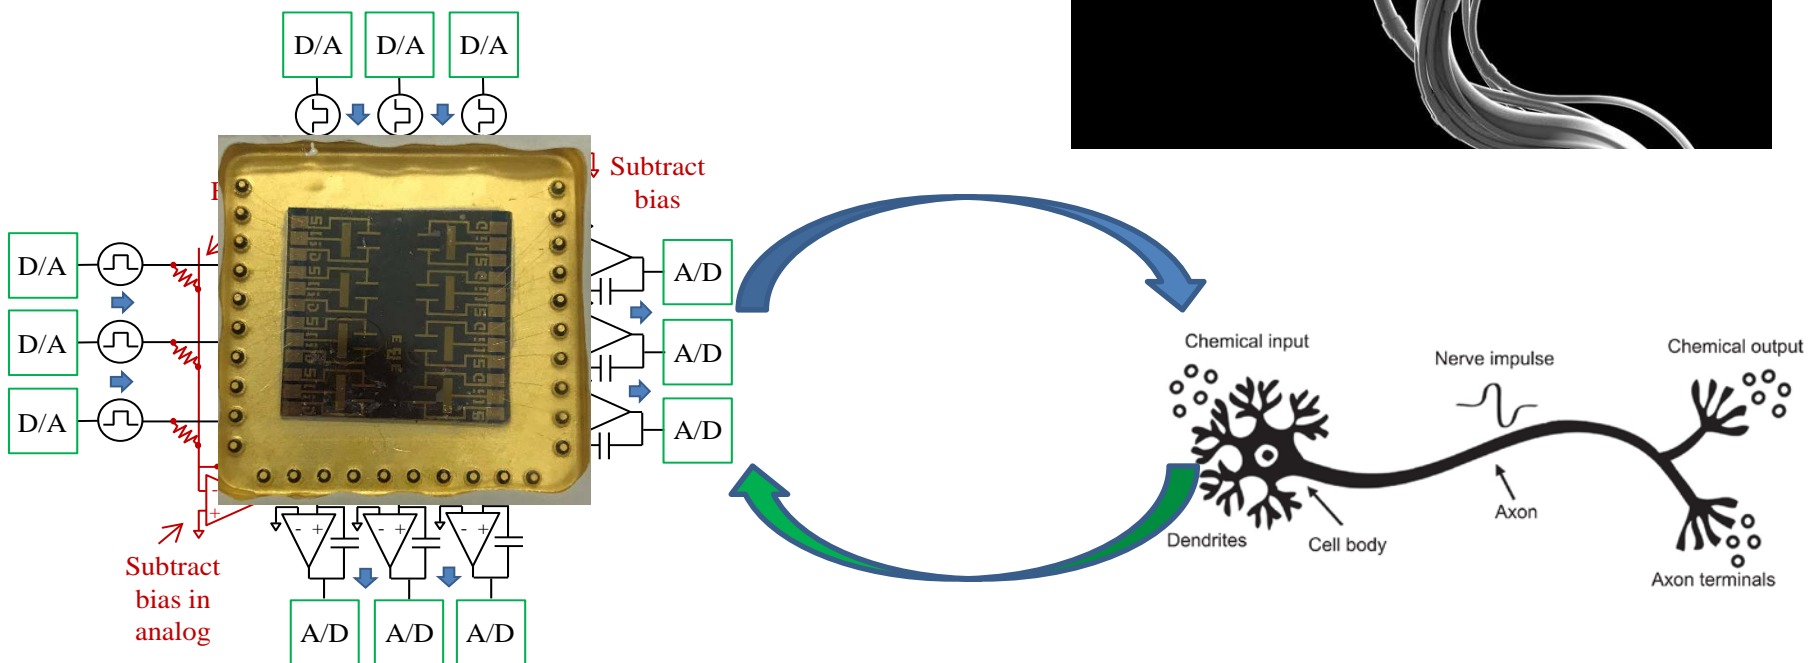 D/A D/A D/A
Subtract
bias
D/A
D/A
D/A
A/D
A/D
A/D
- +
- +
- +
-
+
Subtract
bias in
analog
A/D A/D A/D
Chemical input
Nerve impulse
Chemical output
Axon
Dendrites
Cell body
Axon terminals